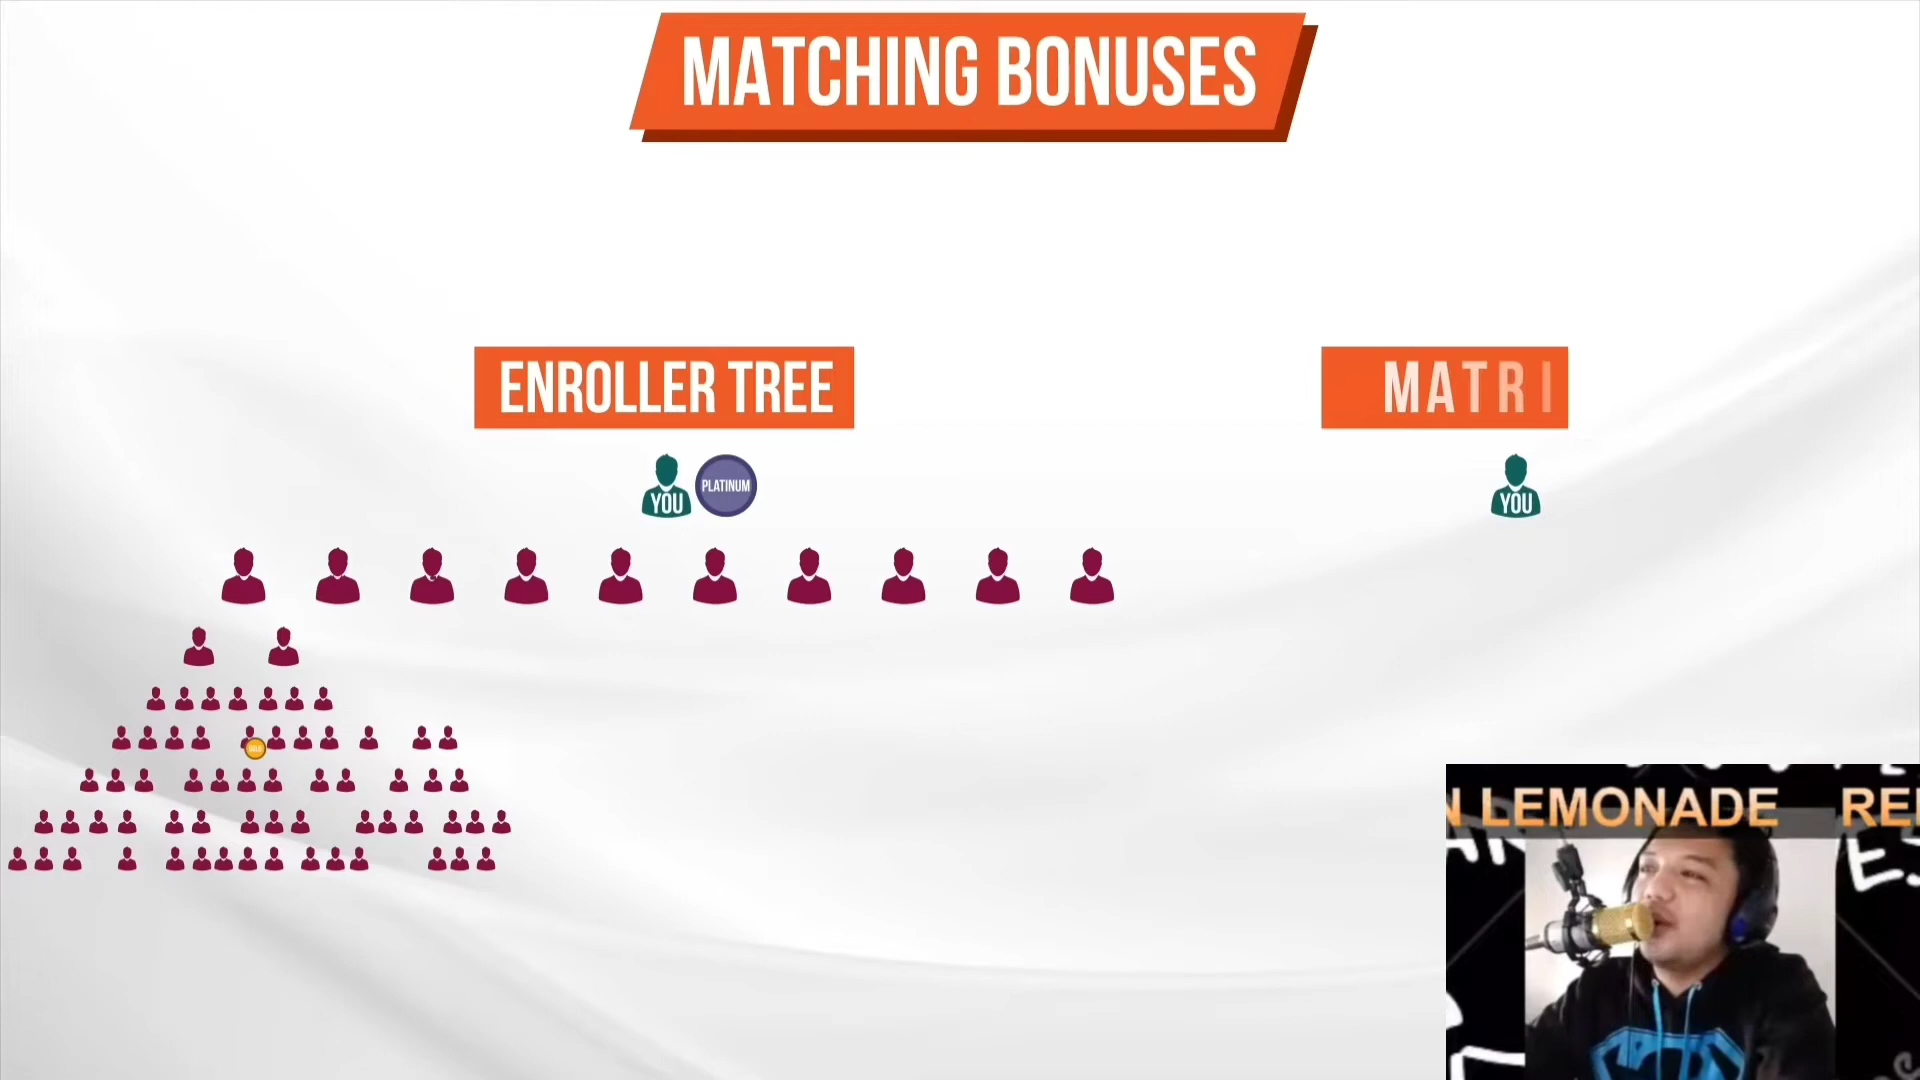 MATCHING BONUSES
ENROLLER TREE
MATRI
YOU
PLATINUM
YOU
LEMONADE